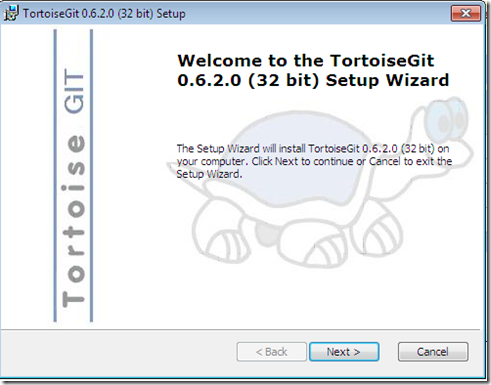 TortoiseGit 0.6.2.0 (32 bit) Setup
Welcome to the TortoiseGit
0.6.2.0 (32 bit) Setup Wizard
The Setup Wizard will install TortoiseGit 0.6.2.0 (32 bit) on
your computer. Click Next to continue or Cancel to exit the
Setup Wizard.
Tortoise GIT
< Back
Next >
Cancel